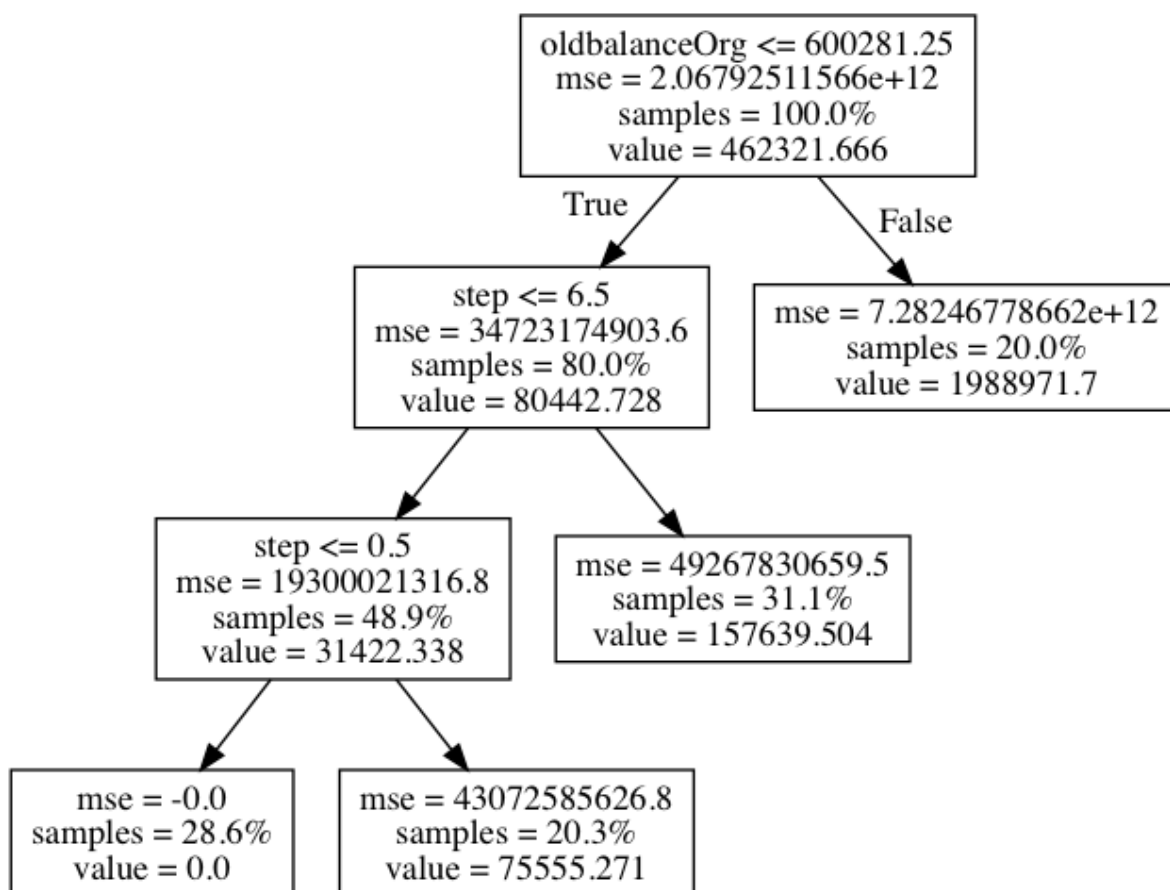 oldbalanceOrg <= 600281.25
mse = 2.06792511566e+12
samples = 100.0%
value = 462321.666
True
False
step <= 6.5
mse = 34723174903.6
samples = 80.0%
value = 80442.728
mse = 7.28246778662e+12
samples = 20.0%
value = 1988971.7
step <= 0.5
mse = 19300021316.8
samples = 48.9%
value = 31422.338
mse = 49267830659.5
samples = 31.1%
value = 157639.504
mse = -0.0
samples = 28.6%
value = 0.0
mse = 43072585626.8
samples = 20.3%
value = 75555.271